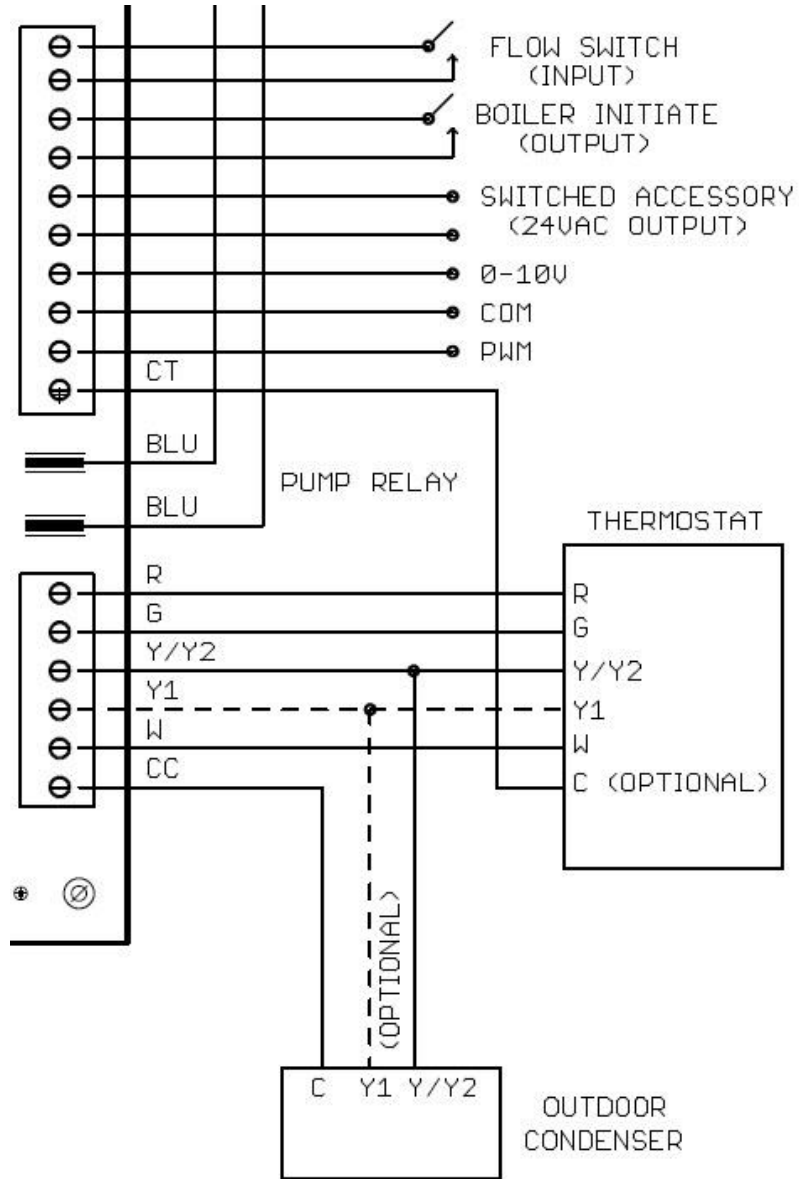 FLOW SWITCH
(INPUT)
BOILER INITIATE
(OUTPUT)
SWITCHED ACCESSORY
(24VAC OUTPUT)
0-10V
COM
PWM
CT
BLU
PUMP RELAY
BLU
THERMOSTAT
R
R
G
G
Y/Y2
Y/Y2
Y1
Y1
W
W
CC
C (OPTIONAL)
(OPTIONAL)
C Y1 Y/Y2
OUTDOOR
CONDENSER